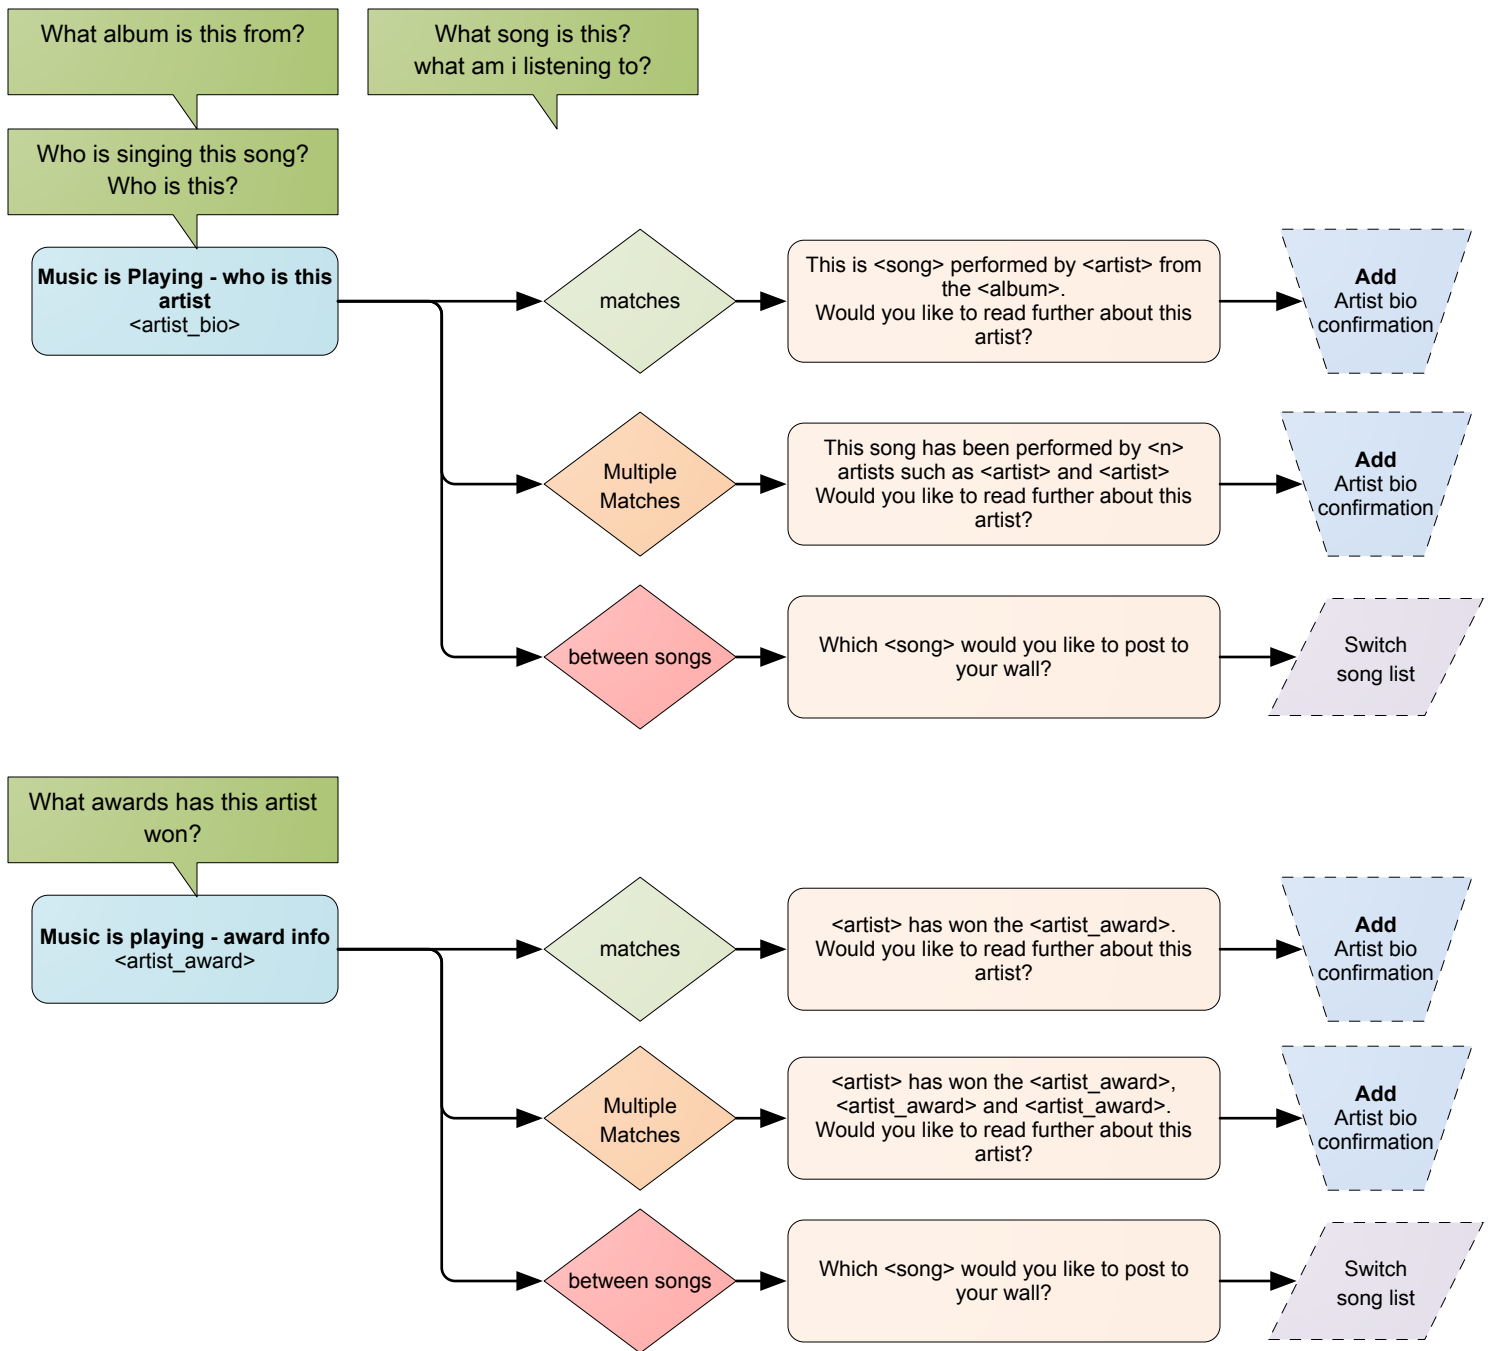 What album is this from?
What song is this?
what am i listening to?
Who is singing this song?
Who is this?
Music is Playing - who is this
artist
<artist_bio>
matches
This is <song> performed by <artist> from
the <album>.
Would you like to read further about this
artist?
Add
Artist bio
confirmation
Multiple
Matches
This song has been performed by <n>
artists such as <artist> and <artist>
Would you like to read further about this
artist?
Add
Artist bio
confirmation
between songs
Which <song> would you like to post to
your wall?
Switch
song list
What awards has this artist
won?
Music is playing - award info
<artist_award>
matches
<artist> has won the <artist_award>.
Would you like to read further about this
artist?
Add
Artist bio
confirmation
Multiple
Matches
<artist> has won the <artist_award>,
<artist_award> and <artist_award>.
Would you like to read further about this
artist?
Add
Artist bio
confirmation
between songs
Which <song> would you like to post to
your wall?
Switch
song list